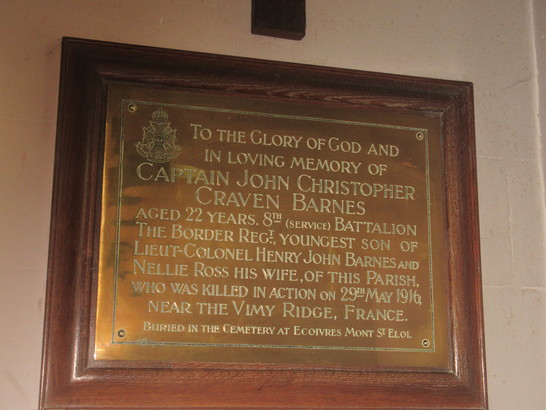 To the Glory of God and
in loving memory of
Captain John Christopher
Craven Barnes
aged 22 years. 8th (service) Battalion
The Border Regt, youngest son of
Lieut-Colonel Henry John Barnes and
Nellie Ross his wife, of this Parish,
who was killed in action on 29th May 1916,
near the Vimy Ridge, France.
Buried in the Cemetery at Ecoivres Mont St Eloi.